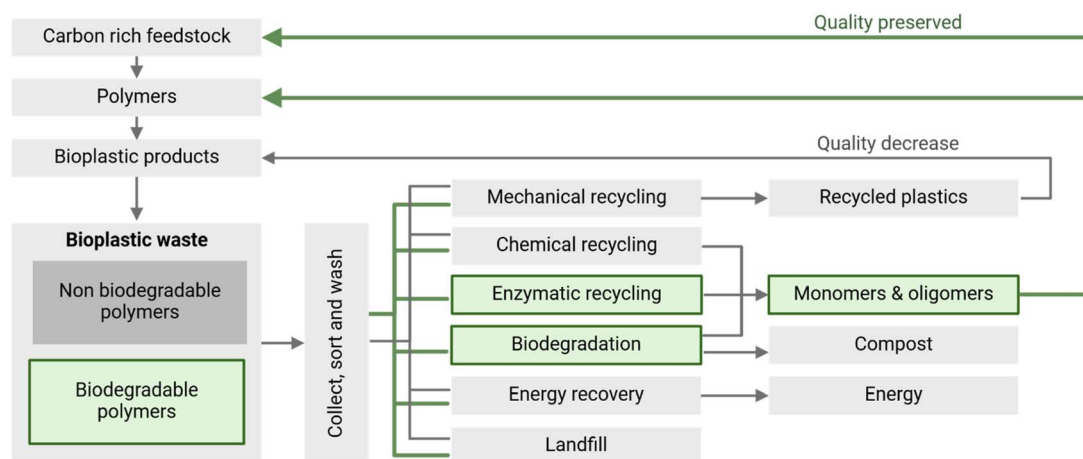 Carbon rich feedstock
Quality preserved
Polymers
Bioplastic products
Quality decrease
Bioplastic waste
Non biodegradable
polymers
Biodegradable
polymers
Collect, sort and wash
Mechanical recycling
Recycled plastics
Chemical recycling
Enzymatic recycling
Monomers & oligomers
Biodegradation
Compost
Energy recovery
Energy
Landfill